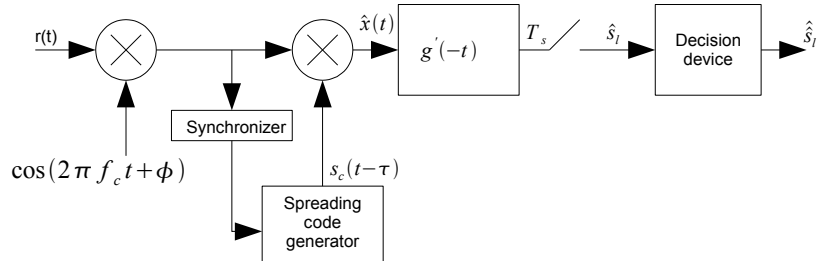 r(t)
x̂(t)
g'(-t)
T_s
ŝ_l
Decision
device
ŝ̂_l
Synchronizer
cos(2π f_c t+ϕ)
s_c(t-τ)
Spreading
code
generator